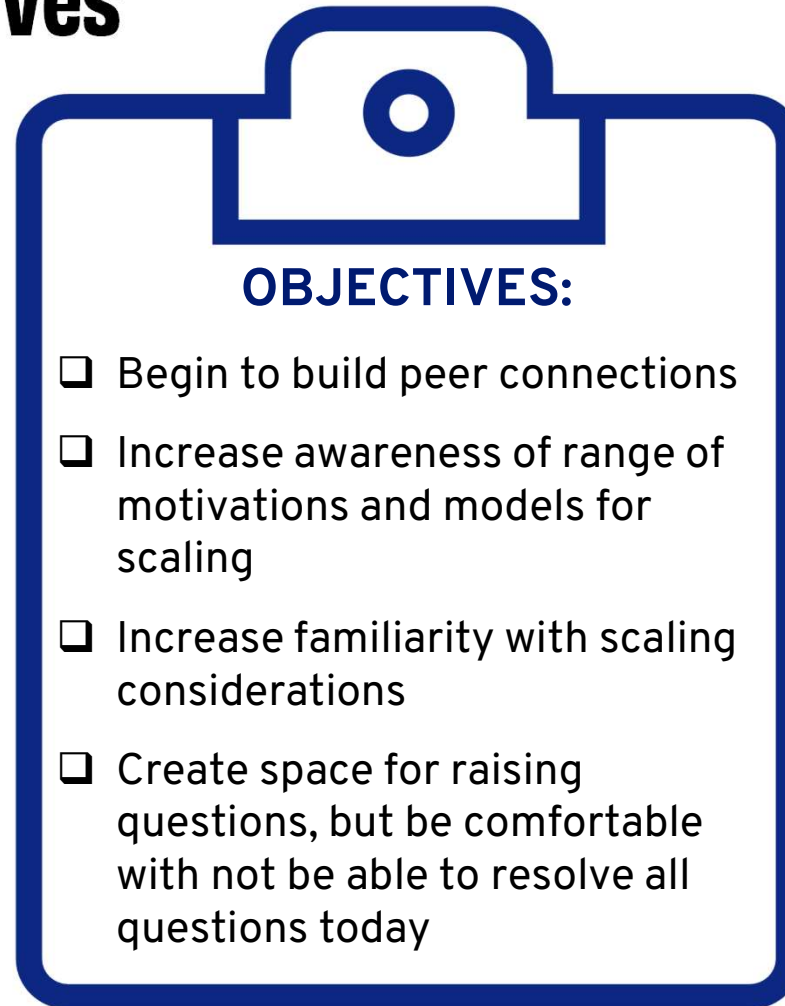 ves
OBJECTIVES:
❑ Begin to build peer connections
❑ Increase awareness of range of
motivations and models for
scaling
❑ Increase familiarity with scaling
considerations
❑ Create space for raising
questions, but be comfortable
with not be able to resolve all
questions today